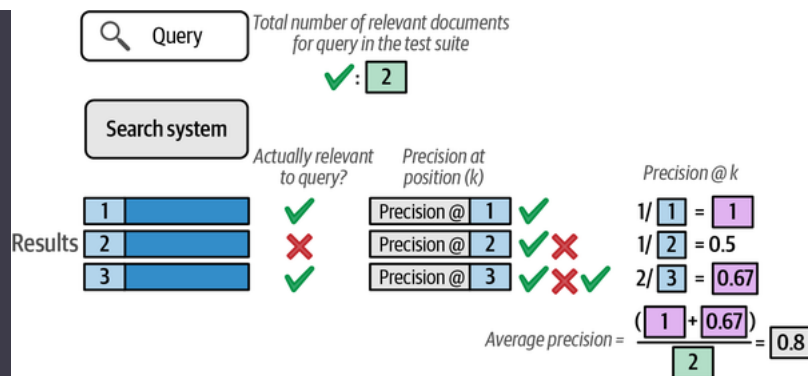 Query
Total number of relevant documents
for query in the test suite
: 2
Search system
Actually relevant
to query?
Precision at
position (k)
Precision @ k
Results
1
Precision @ 1
1/ 1 = 1
2
Precision @ 2
1/ 2 = 0.5
3
Precision @ 3
2/ 3 = 0.67
Average precision =
( 1 + 0.67 )
2
= 0.8